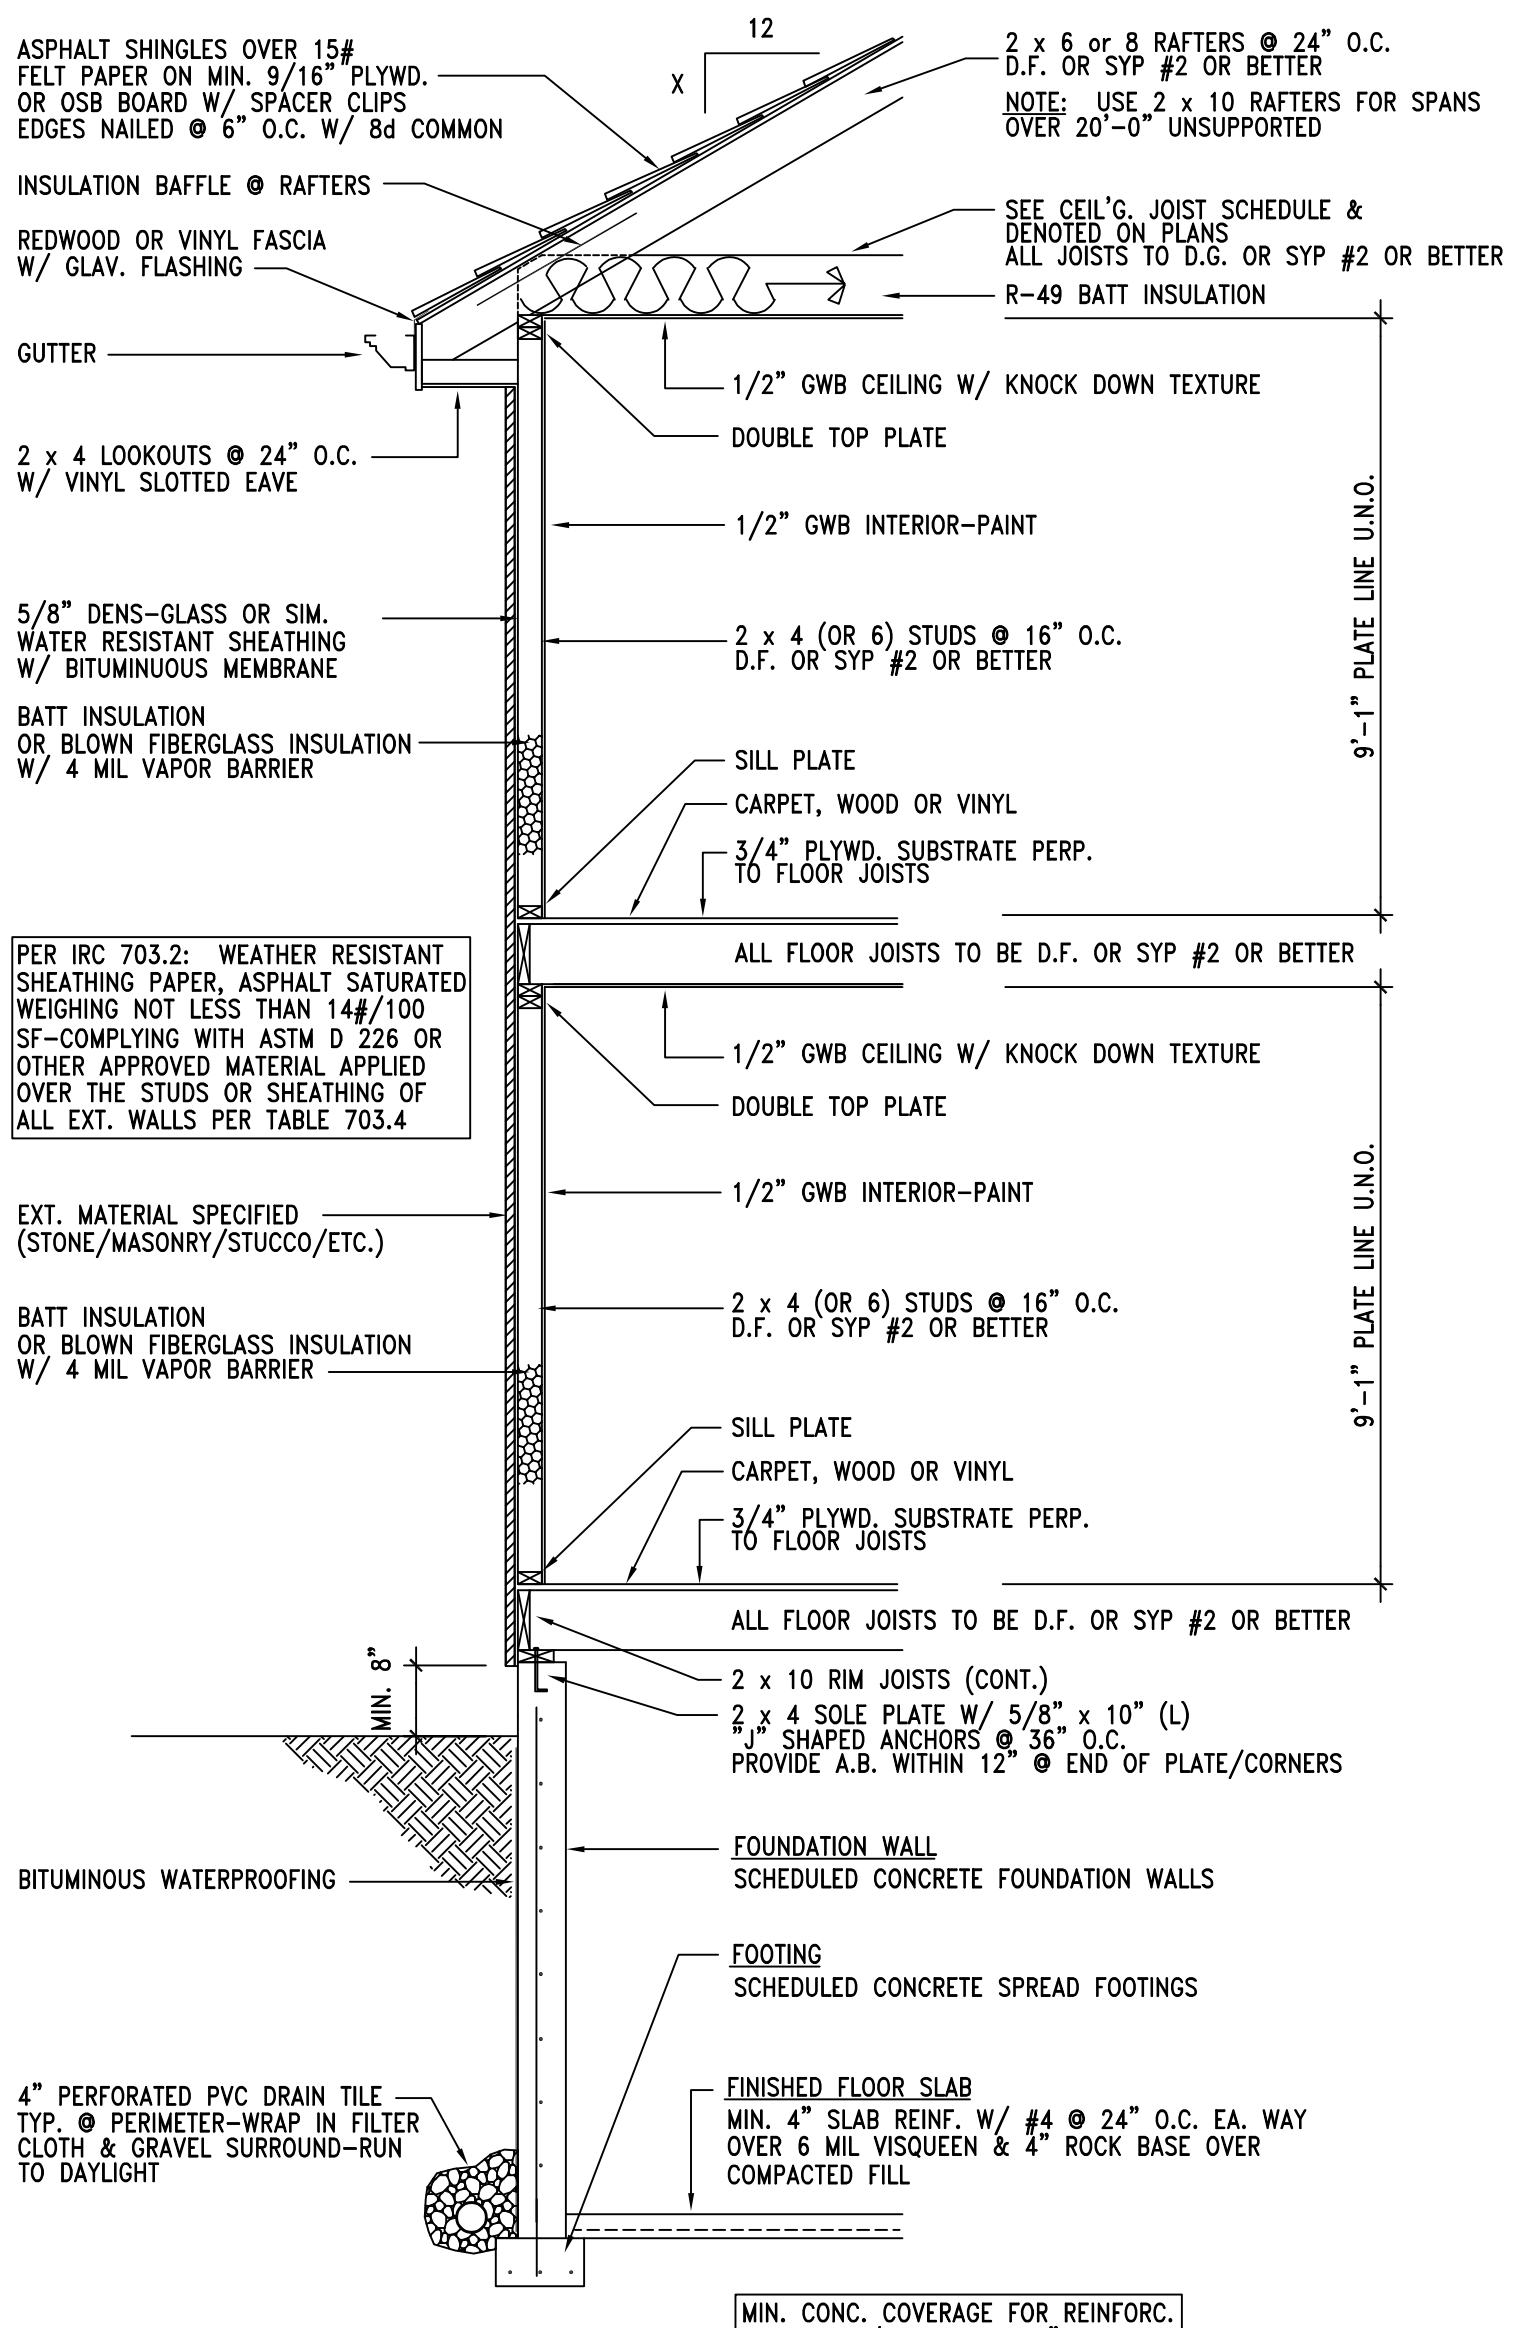 12
X
ASPHALT SHINGLES OVER 15#
FELT PAPER ON MIN. 9/16" PLYWD.
OR OSB BOARD W/ SPACER CLIPS
EDGES NAILED @ 6" O.C. W/ 8d COMMON
2 x 6 or 8 RAFTERS @ 24" O.C.
D.F. OR SYP #2 OR BETTER
NOTE: USE 2 x 10 RAFTERS FOR SPANS
OVER 20'-0" UNSUPPORTED
INSULATION BAFFLE @ RAFTERS
SEE CEIL'G. JOIST SCHEDULE &
DENOTED ON PLANS
ALL JOISTS TO D.G. OR SYP #2 OR BETTER
REDWOOD OR VINYL FASCIA
W/ GLAV. FLASHING
R-49 BATT INSULATION
GUTTER
1/2" GWB CEILING W/ KNOCK DOWN TEXTURE
DOUBLE TOP PLATE
2 x 4 LOOKOUTS @ 24" O.C.
W/ VINYL SLOTTED EAVE
1/2" GWB INTERIOR-PAINT
9'-1" PLATE LINE U.N.O.
5/8" DENS-GLASS OR SIM.
WATER RESISTANT SHEATHING
W/ BITUMINUOUS MEMBRANE
2 x 4 (OR 6) STUDS @ 16" O.C.
D.F. OR SYP #2 OR BETTER
BATT INSULATION
OR BLOWN FIBERGLASS INSULATION
W/ 4 MIL VAPOR BARRIER
SILL PLATE
CARPET, WOOD OR VINYL
3/4" PLYWD. SUBSTRATE PERP.
TO FLOOR JOISTS
PER IRC 703.2: WEATHER RESISTANT
SHEATHING PAPER, ASPHALT SATURATED
WEIGHING NOT LESS THAN 14#/100
SF-COMPLYING WITH ASTM D 226 OR
OTHER APPROVED MATERIAL APPLIED
OVER THE STUDS OR SHEATHING OF
ALL EXT. WALLS PER TABLE 703.4
ALL FLOOR JOISTS TO BE D.F. OR SYP #2 OR BETTER
1/2" GWB CEILING W/ KNOCK DOWN TEXTURE
DOUBLE TOP PLATE
1/2" GWB INTERIOR-PAINT
9'-1" PLATE LINE U.N.O.
EXT. MATERIAL SPECIFIED
(STONE/MASONRY/STUCCO/ETC.)
2 x 4 (OR 6) STUDS @ 16" O.C.
D.F. OR SYP #2 OR BETTER
BATT INSULATION
OR BLOWN FIBERGLASS INSULATION
W/ 4 MIL VAPOR BARRIER
SILL PLATE
CARPET, WOOD OR VINYL
3/4" PLYWD. SUBSTRATE PERP.
TO FLOOR JOISTS
ALL FLOOR JOISTS TO BE D.F. OR SYP #2 OR BETTER
MIN. 8"
2 x 10 RIM JOISTS (CONT.)
2 x 4 SOLE PLATE W/ 5/8" x 10" (L)
"J" SHAPED ANCHORS @ 36" O.C.
PROVIDE A.B. WITHIN 12" @ END OF PLATE/CORNERS
FOUNDATION WALL
SCHEDULED CONCRETE FOUNDATION WALLS
BITUMINOUS WATERPROOFING
FOOTING
SCHEDULED CONCRETE SPREAD FOOTINGS
4" PERFORATED PVC DRAIN TILE
TYP. @ PERIMETER-WRAP IN FILTER
CLOTH & GRAVEL SURROUND-RUN
TO DAYLIGHT
FINISHED FLOOR SLAB
MIN. 4" SLAB REINF. W/ #4 @ 24" O.C. EA. WAY
OVER 6 MIL VISQUEEN & 4" ROCK BASE OVER
COMPACTED FILL
MIN. CONC. COVERAGE FOR REINFORC.